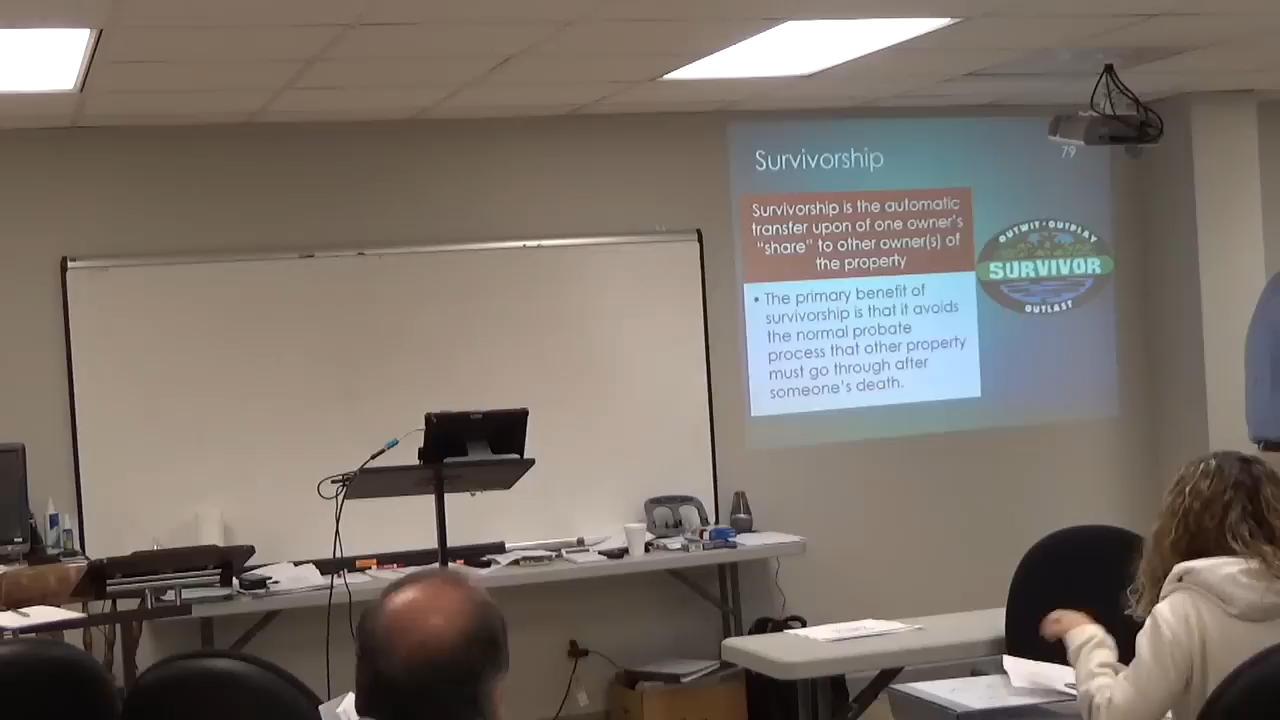 Survivorship
79
Survivorship is the automatic
transfer upon of one owner's
"share" to other owner(s) of
the property
• The primary benefit of
survivorship is that it avoids
the normal probate
process that other property
must go through after
someone's death.
OUTWIT • OUTPLAY
SURVIVOR
OUTLAST